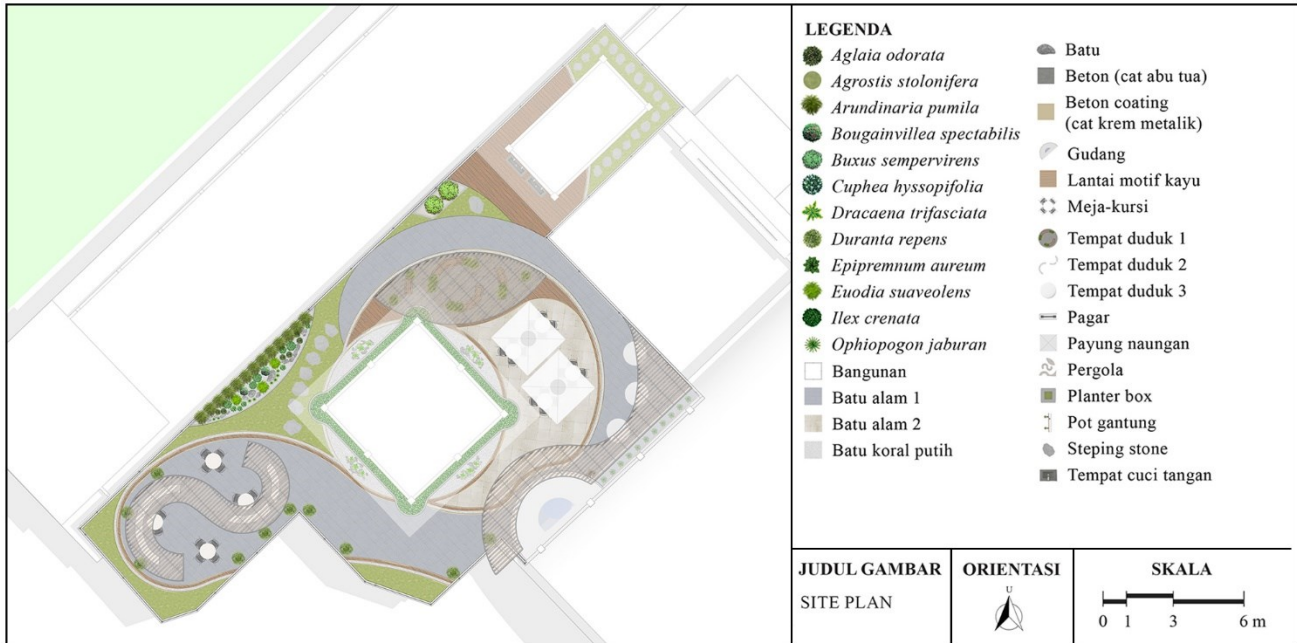 LEGENDA
Aglaia odorata
Agrostis stolonifera
Arundinaria pumila
Bougainvillea spectabilis
Buxus sempervirens
Cuphea hyssopifolia
Dracaena trifasciata
Duranta repens
Epipremnum aureum
Euodia suaveolens
Ilex crenata
Ophiopogon jaburan
Bangunan
Batu alam 1
Batu alam 2
Batu koral putih
Batu
Beton (cat abu tua)
Beton coating
(cat krem metalik)
Gudang
Lantai motif kayu
Meja-kursi
Tempat duduk 1
Tempat duduk 2
Tempat duduk 3
Pagar
Payung naungan
Pergola
Planter box
Pot gantung
Steping stone
Tempat cuci tangan
JUDUL GAMBAR
SITE PLAN
ORIENTASI
U
SKALA
0 1 3 6 m